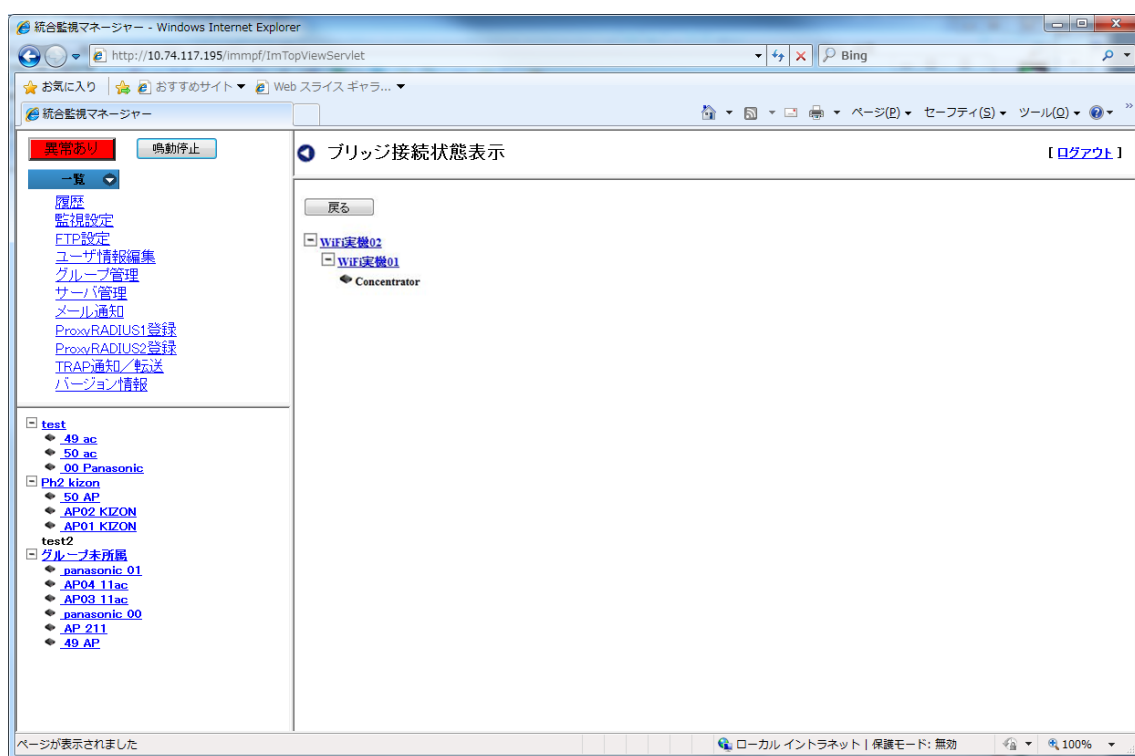 統合監視マネージャー - Windows Internet Explorer
http://10.74.117.195/immpf/ImTopViewServlet
Bing
お気に入り おすすめサイト Web スライス ギャラ...
統合監視マネージャー
ページ(P) セーフティ(S) ツール(O) »
異常あり 鳴動停止
一覧
履歴
監視設定
FTP設定
ユーザ情報編集
グループ管理
サーバ管理
メール通知
ProxyRADIUS1登録
ProxyRADIUS2登録
TRAP通知／転送
バージョン情報
test
49 ac
50 ac
00 Panasonic
Ph2 kizon
50 AP
AP02 KIZON
AP01 KIZON
test2
グループ未所属
panasonic 01
AP04 11ac
AP03 11ac
panasonic 00
AP 211
49 AP
ブリッジ接続状態表示 [ ログアウト ]
戻る
WiFi実機02
WiFi実機01
Concentrator
ページが表示されました ローカル イントラネット | 保護モード: 無効 100%